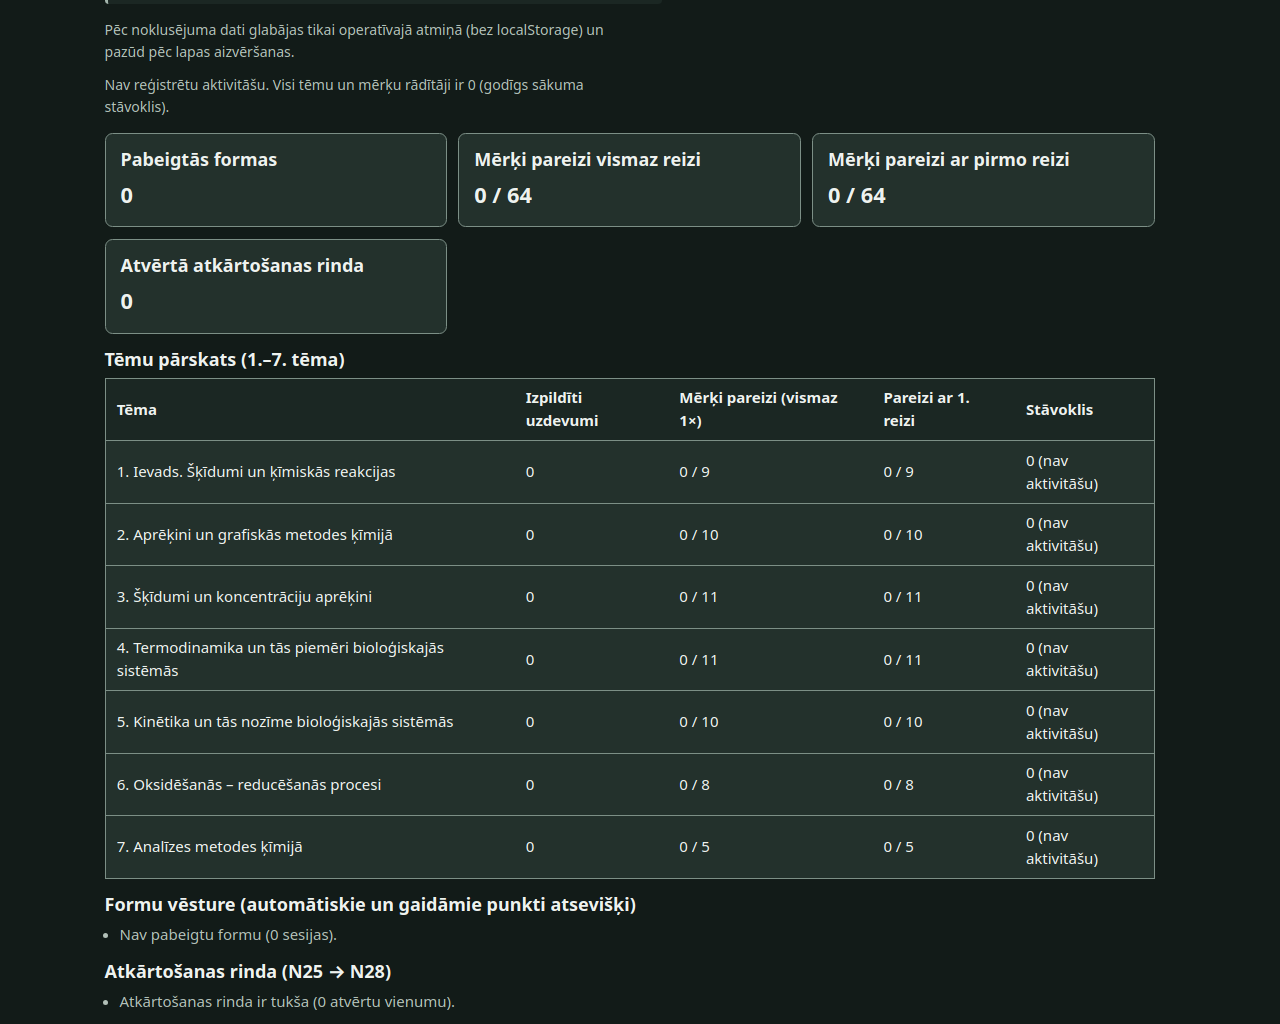 Pēc noklusējuma dati glabājas tikai operatīvajā atmiņā (bez localStorage) un
pazūd pēc lapas aizvēršanas.
Nav reģistrētu aktivitāšu. Visi tēmu un mērķu rādītāji ir 0 (godīgs sākuma
stāvoklis).
Pabeigtās formas
0
Mērķi pareizi vismaz reizi
0 / 64
Mērķi pareizi ar pirmo reizi
0 / 64
Atvērtā atkārtošanas rinda
0
Tēmu pārskats (1.–7. tēma)
Tēma
Izpildīti
uzdevumi
Mērķi pareizi (vismaz
1×)
Pareizi ar 1.
reizi
Stāvoklis
1. Ievads. Šķīdumi un ķīmiskās reakcijas
0
0 / 9
0 / 9
0 (nav
aktivitāšu)
2. Aprēķini un grafiskās metodes ķīmijā
0
0 / 10
0 / 10
0 (nav
aktivitāšu)
3. Šķīdumi un koncentrāciju aprēķini
0
0 / 11
0 / 11
0 (nav
aktivitāšu)
4. Termodinamika un tās piemēri bioloģiskajās
sistēmās
0
0 / 11
0 / 11
0 (nav
aktivitāšu)
5. Kinētika un tās nozīme bioloģiskajās sistēmās
0
0 / 10
0 / 10
0 (nav
aktivitāšu)
6. Oksidēšanās – reducēšanās procesi
0
0 / 8
0 / 8
0 (nav
aktivitāšu)
7. Analīzes metodes ķīmijā
0
0 / 5
0 / 5
0 (nav
aktivitāšu)
Formu vēsture (automātiskie un gaidāmie punkti atsevišķi)
• Nav pabeigtu formu (0 sesijas).
Atkārtošanas rinda (N25 → N28)
• Atkārtošanas rinda ir tukša (0 atvērtu vienumu).